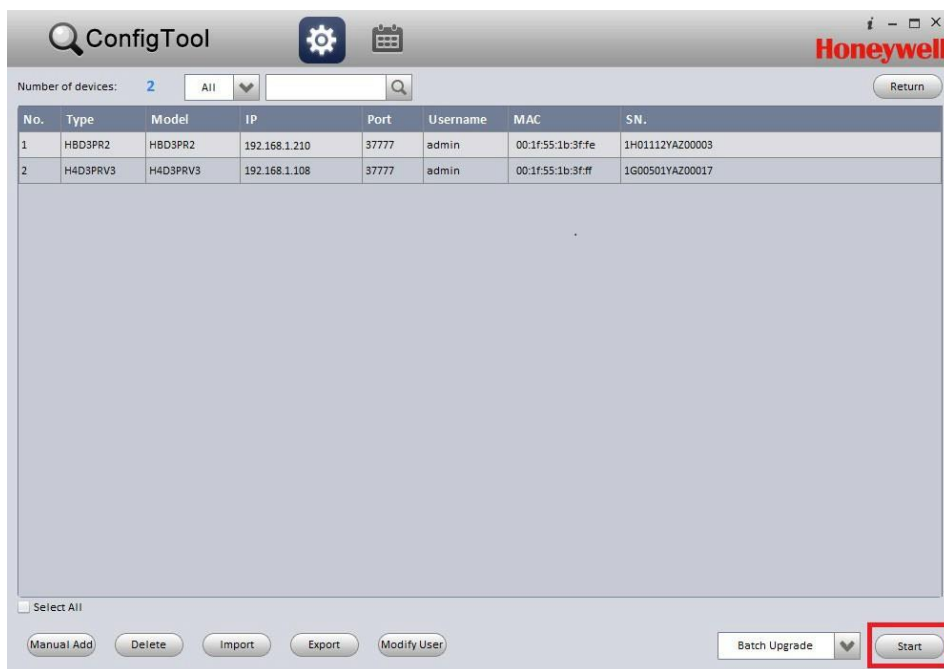 ConfigTool
i
Honeywell
Number of devices: 2 All
Return
No. Type Model IP Port Username MAC SN.
1 HBD3PR2 HBD3PR2 192.168.1.210 37777 admin 00:1f:55:1b:3f:fe 1H01112YAZ00003
2 H4D3PRV3 H4D3PRV3 192.168.1.108 37777 admin 00:1f:55:1b:3f:ff 1G00501YAZ00017
Select All
Manual Add Delete Import Export Modify User Batch Upgrade Start